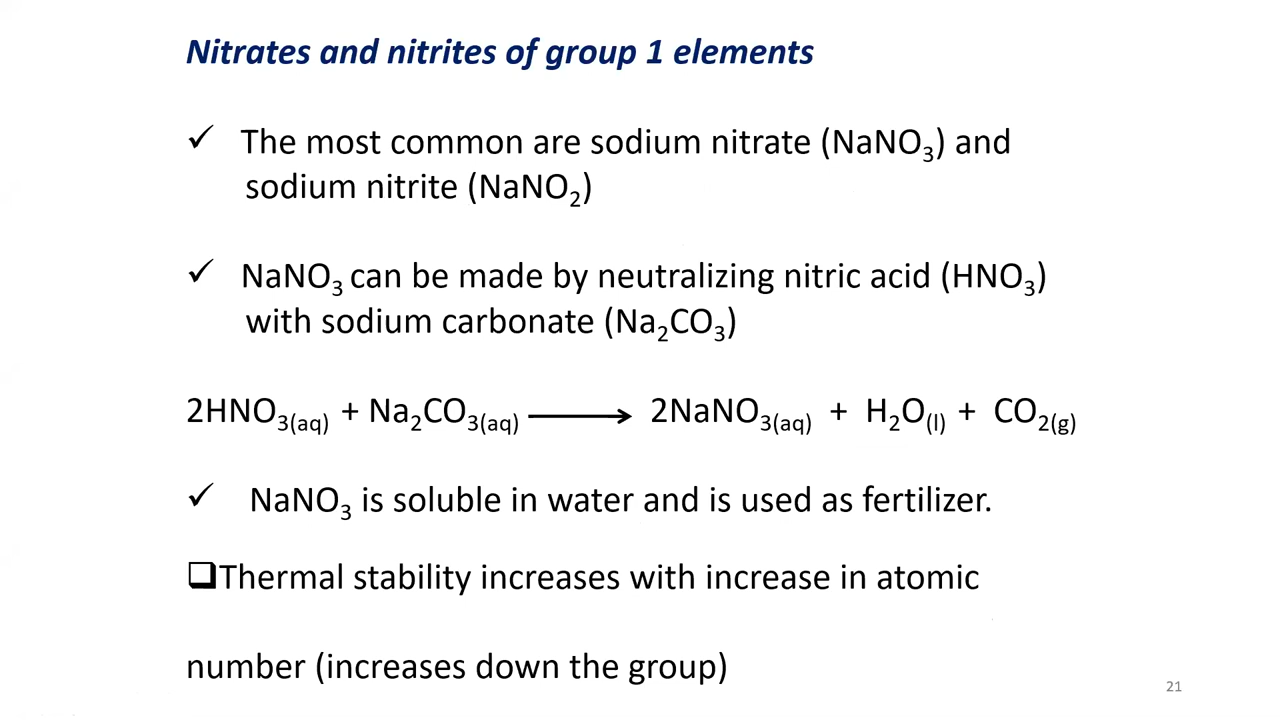 Nitrates and nitrites of group 1 elements
✓ The most common are sodium nitrate (NaNO₃) and
sodium nitrite (NaNO₂)
✓ NaNO₃ can be made by neutralizing nitric acid (HNO₃)
with sodium carbonate (Na₂CO₃)
2HNO₃(aq) + Na₂CO₃(aq) ⟶ 2NaNO₃(aq) + H₂O(l) + CO₂(g)
✓ NaNO₃ is soluble in water and is used as fertilizer.
❑Thermal stability increases with increase in atomic
number (increases down the group)
21